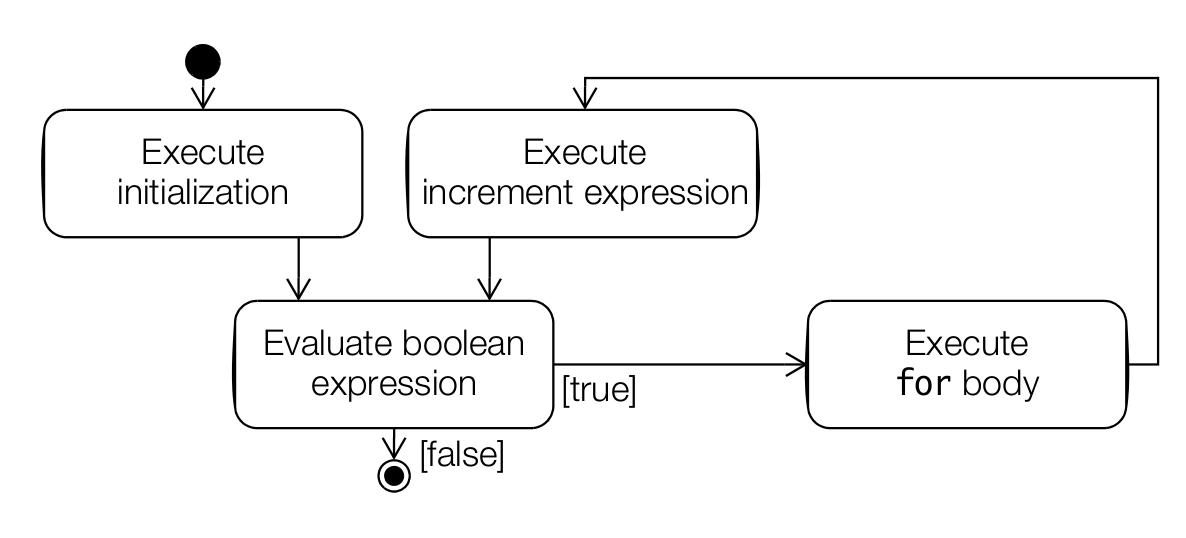 Execute
initialization
Execute
increment expression
Evaluate boolean
expression
[true]
Execute
for body
[false]